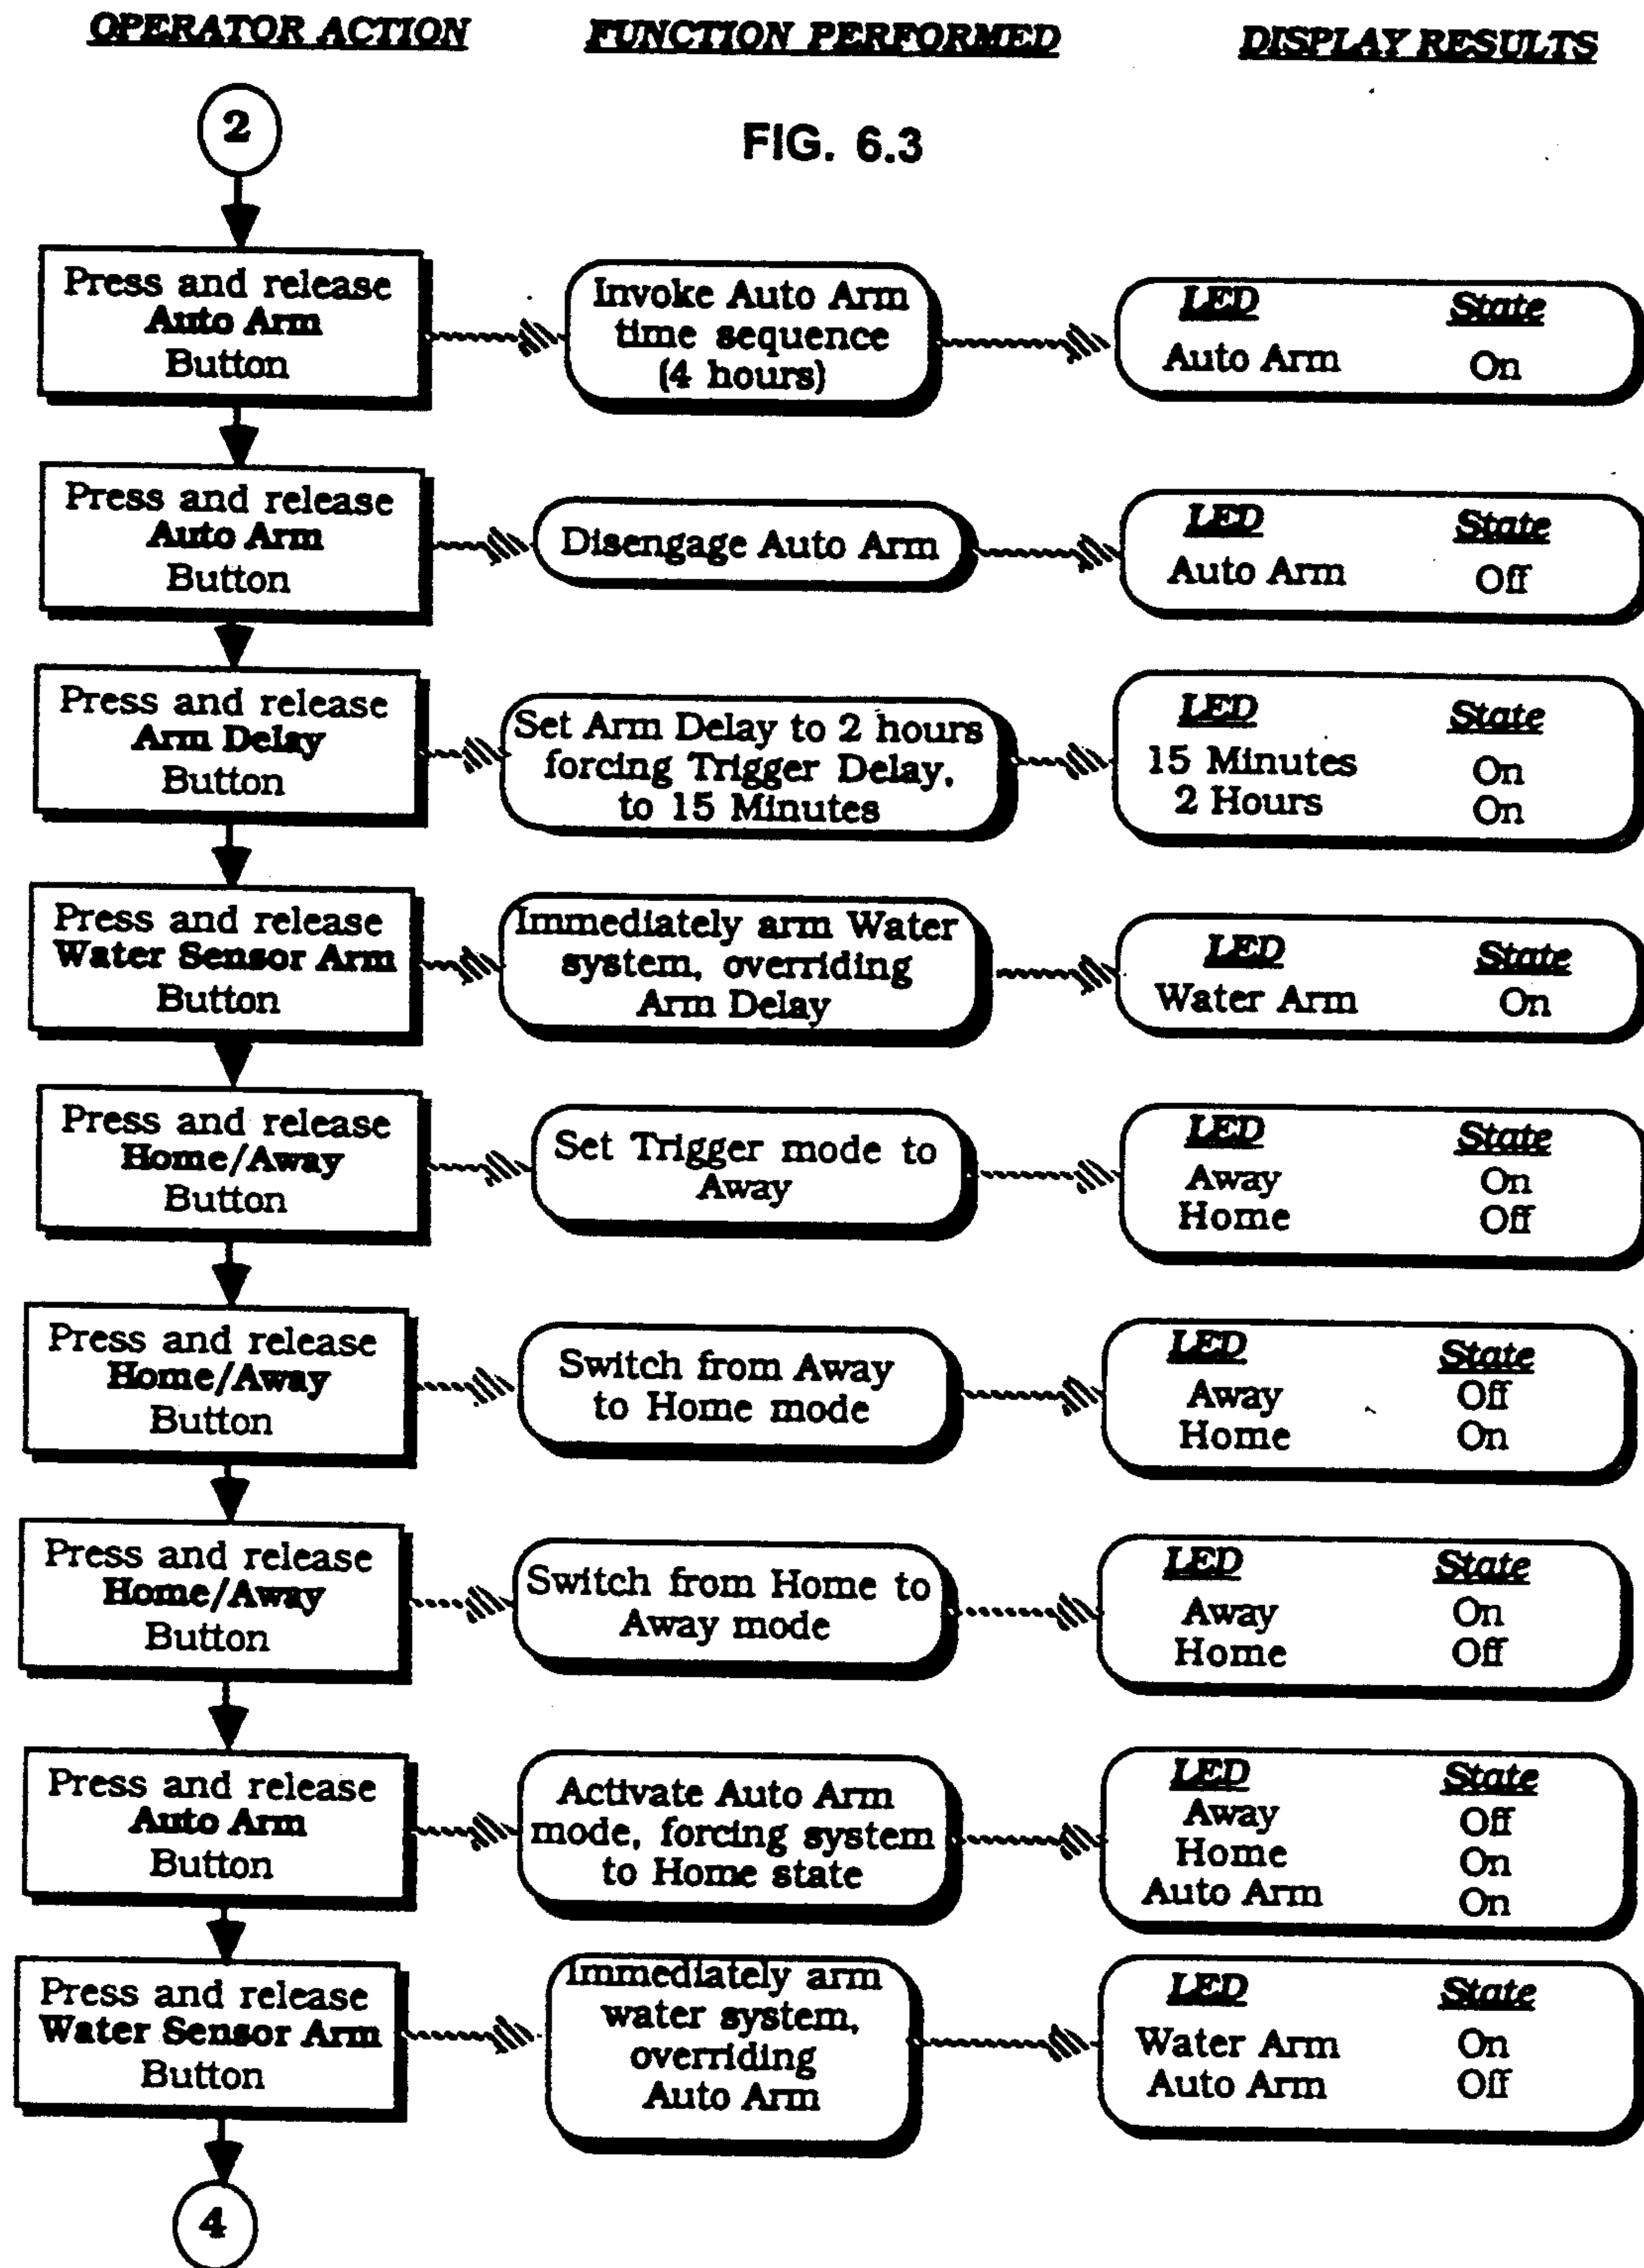 OPERATOR ACTION
FUNCTION PERFORMED
DISPLAY RESULTS
2
FIG. 6.3
Press and release
Auto Arm
Button
Invoke Auto Arm
time sequence
(4 hours)
LED State
Auto Arm On
Press and release
Auto Arm
Button
Disengage Auto Arm
LED State
Auto Arm Off
Press and release
Arm Delay
Button
Set Arm Delay to 2 hours
forcing Trigger Delay,
to 15 Minutes
LED State
15 Minutes On
2 Hours On
Press and release
Water Sensor Arm
Button
Immediately arm Water
system, overriding
Arm Delay
LED State
Water Arm On
Press and release
Home/Away
Button
Set Trigger mode to
Away
LED State
Away On
Home Off
Press and release
Home/Away
Button
Switch from Away
to Home mode
LED State
Away Off
Home On
Press and release
Home/Away
Button
Switch from Home to
Away mode
LED State
Away On
Home Off
Press and release
Auto Arm
Button
Activate Auto Arm
mode, forcing system
to Home state
LED State
Away Off
Home On
Auto Arm On
Press and release
Water Sensor Arm
Button
Immediately arm
water system,
overriding
Auto Arm
LED State
Water Arm On
Auto Arm Off
4